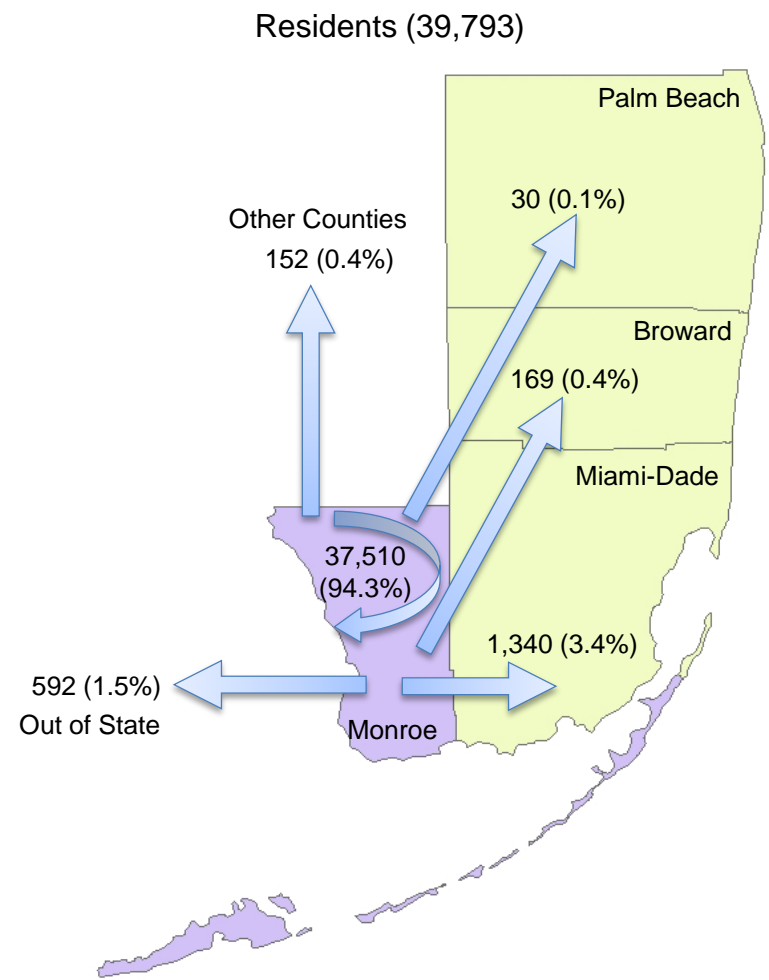 Residents (39,793)
Palm Beach
30 (0.1%)
Other Counties
152 (0.4%)
Broward
169 (0.4%)
Miami-Dade
37,510
(94.3%)
1,340 (3.4%)
592 (1.5%)
Out of State
Monroe